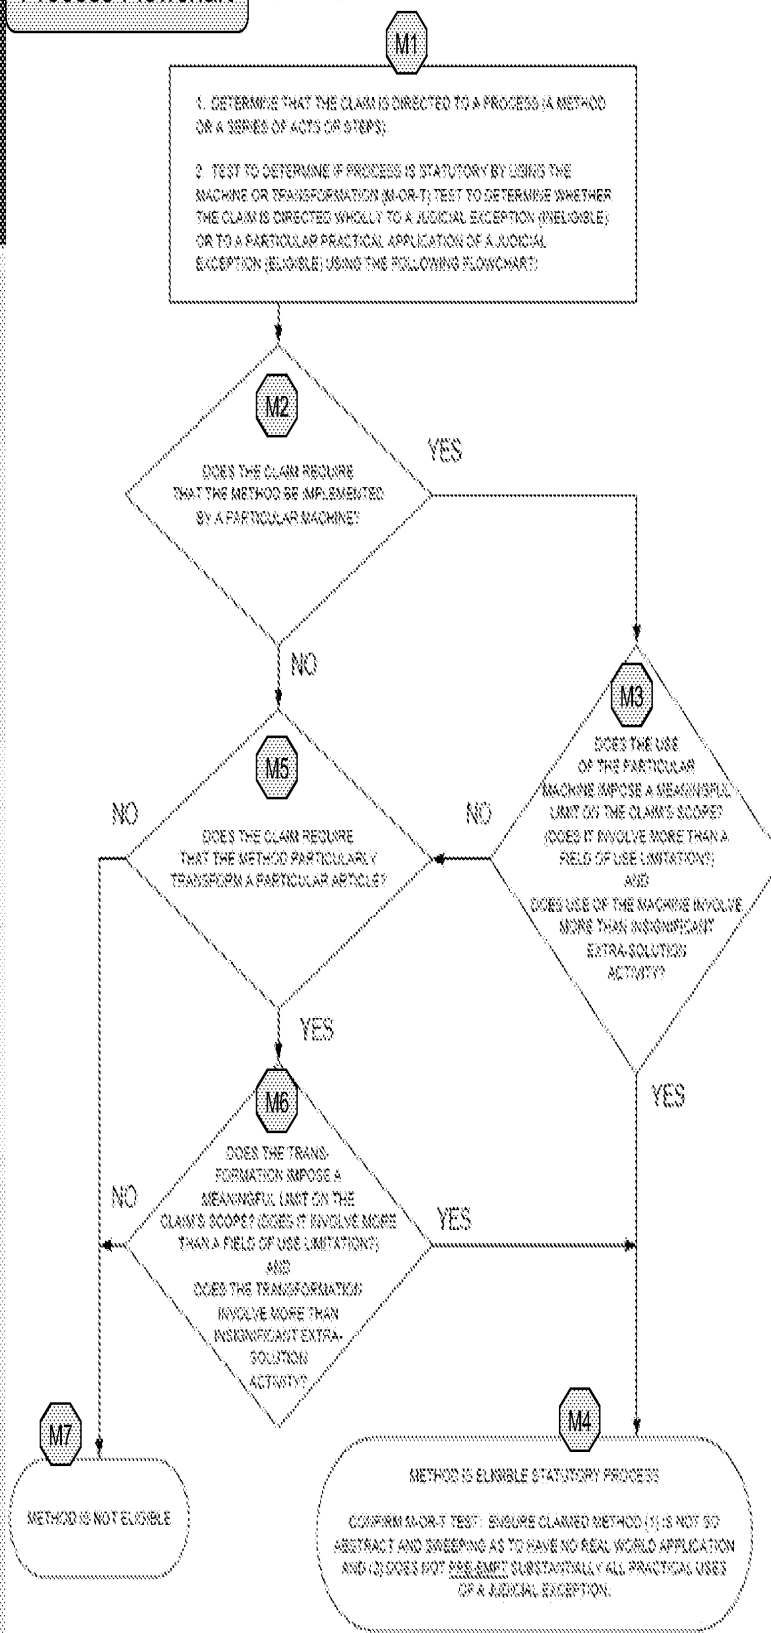 Process Flowchart
M1
1. DETERMINE THAT THE CLAIM IS DIRECTED TO A PROCESS (A METHOD
OR A SERIES OF ACTS OR STEPS).
2. TEST TO DETERMINE IF PROCESS IS STATUTORY BY USING THE
MACHINE OR TRANSFORMATION (M-OR-T) TEST TO DETERMINE WHETHER
THE CLAIM IS DIRECTED WHOLLY TO A JUDICIAL EXCEPTION (INELIGIBLE)
OR TO A PARTICULAR PRACTICAL APPLICATION OF A JUDICIAL
EXCEPTION (ELIGIBLE) USING THE FOLLOWING FLOWCHART:
M2
YES
DOES THE CLAIM REQUIRE
THAT THE METHOD BE IMPLEMENTED
BY A PARTICULAR MACHINE?
NO
M3
DOES THE USE
OF THE PARTICULAR
MACHINE IMPOSE A MEANINGFUL
LIMIT ON THE CLAIM'S SCOPE?
(DOES IT INVOLVE MORE THAN A
FIELD OF USE LIMITATION?)
AND
DOES USE OF THE MACHINE INVOLVE
MORE THAN INSIGNIFICANT
EXTRA-SOLUTION
ACTIVITY?
NO
YES
M5
NO
DOES THE CLAIM REQUIRE
THAT THE METHOD PARTICULARLY
TRANSFORM A PARTICULAR ARTICLE?
YES
M6
DOES THE TRANS-
FORMATION IMPOSE A
MEANINGFUL LIMIT ON THE
CLAIM'S SCOPE? (DOES IT INVOLVE MORE
THAN A FIELD OF USE LIMITATION?)
AND
DOES THE TRANSFORMATION
INVOLVE MORE THAN
INSIGNIFICANT EXTRA-
SOLUTION
ACTIVITY?
NO
YES
M7
METHOD IS NOT ELIGIBLE
M4
METHOD IS ELIGIBLE STATUTORY PROCESS
CONFIRM M-OR-T TEST: ENSURE CLAIMED METHOD (1) IS NOT SO
ABSTRACT AND SWEEPING AS TO HAVE NO REAL WORLD APPLICATION
AND (2) DOES NOT PRE-EMPT SUBSTANTIALLY ALL PRACTICAL USES
OF A JUDICIAL EXCEPTION.